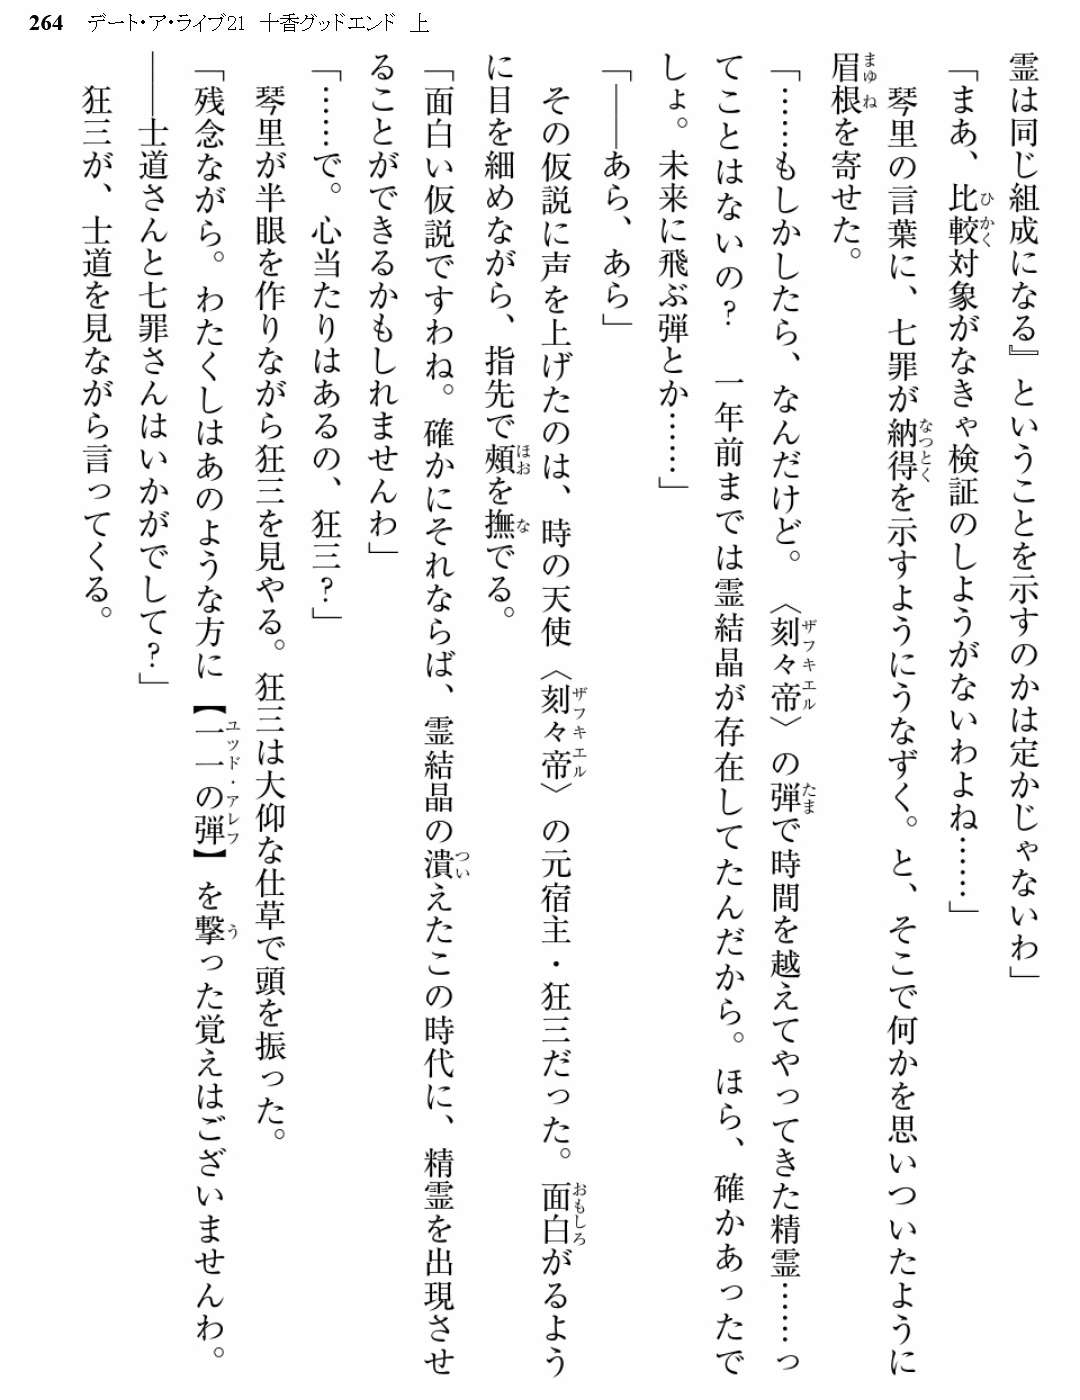 264 デート・ア・ライブ21 十香グッドエンド 上
霊は同じ組成になる』ということを示すのかは定かじゃないわ」
「まあ、比較対象がなきゃ検証のしようがないわよね……」
琴里の言葉に、七罪が納得を示すようにうなずく。と、そこで何かを思いついたように
眉根を寄せた。
「……もしかしたら、なんだけど。〈刻々帝〉の弾で時間を越えてやってきた精霊……っ
てことはないの? 一年前までは霊結晶が存在してたんだから。ほら、確かあったで
しょ。未来に飛ぶ弾とか……」
「――あら、あら」
その仮説に声を上げたのは、時の天使〈刻々帝〉の元宿主・狂三だった。面白がるよう
に目を細めながら、指先で頰を撫でる。
「面白い仮説ですわね。確かにそれならば、霊結晶の潰えたこの時代に、精霊を出現させ
ることができるかもしれませんわ」
「……で。心当たりはあるの、狂三?」
琴里が半眼を作りながら狂三を見やる。狂三は大仰な仕草で頭を振った。
「残念ながら。わたくしはあのような方に【一一の弾】を撃った覚えはございませんわ。
――士道さんと七罪さんはいかがでして?」
狂三が、士道を見ながら言ってくる。